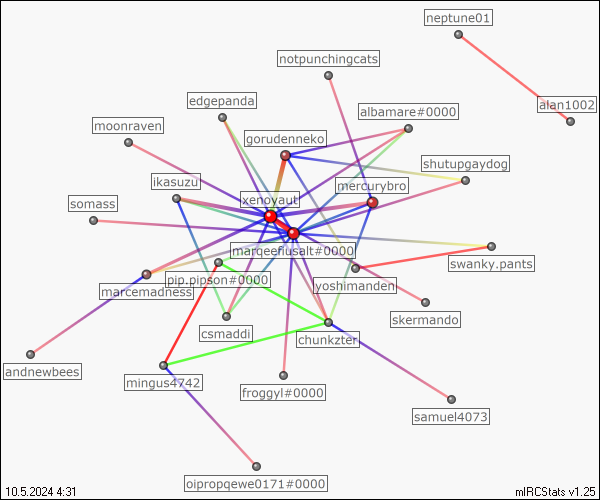 neptune01
notpunchingcats
edgepanda
alan1002
albamare#0000
moonraven
gorudenneko
shutupgaydog
ikasuzu
mercurybro
xenoyaut
somass
marqeeflusalt#0000
swanky.pants
pip.pipson#0000
yoshimanden
marcemadness
skermando
csmaddi
chunkzter
andnewbees
mingus4742
froggyl#0000
samuel4073
oipropqewe0171#0000
10.5.2024 4:31
mIRCStats v1.25